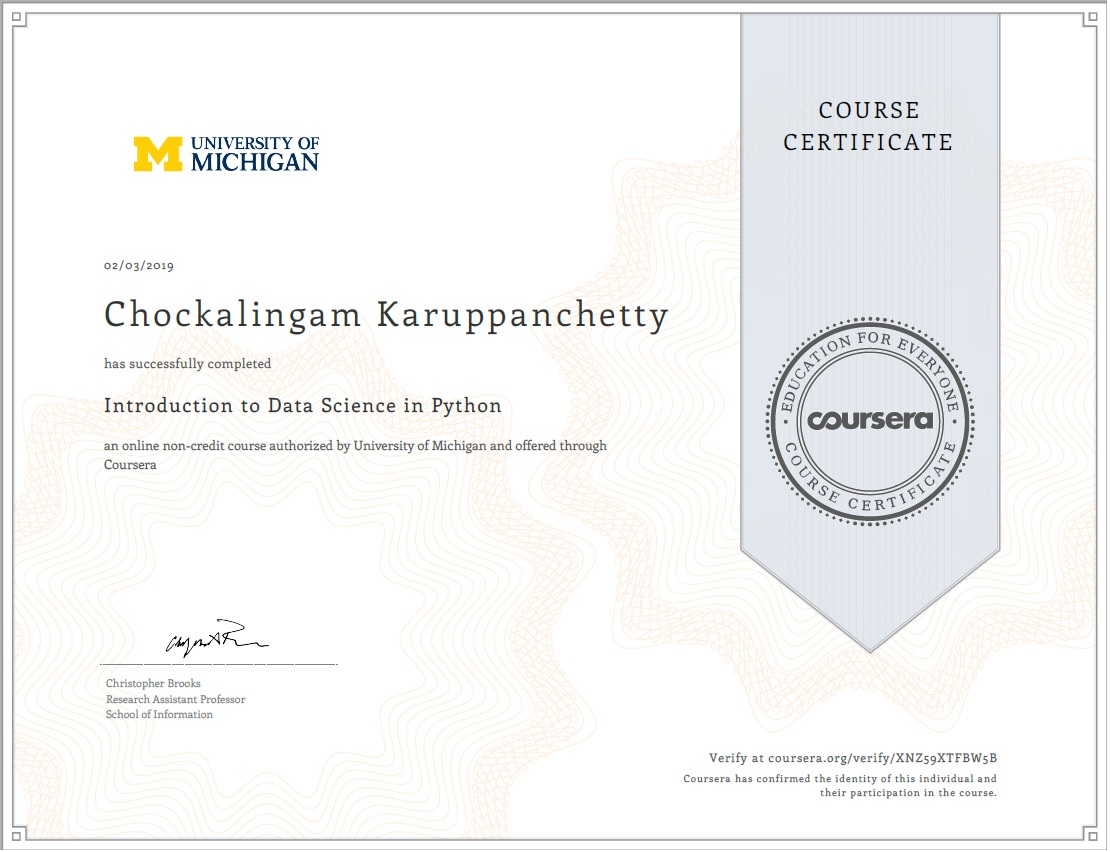 COURSE
CERTIFICATE
M UNIVERSITY OF
MICHIGAN
02/03/2019
Chockalingam Karuppanchetty
has successfully completed
Introduction to Data Science in Python
an online non-credit course authorized by University of Michigan and offered through
Coursera
EDUCATION FOR EVERYONE
coursera
COURSE CERTIFICATE
Christopher Brooks
Research Assistant Professor
School of Information
Verify at coursera.org/verify/XNZ59XTFBW5B
Coursera has confirmed the identity of this individual and
their participation in the course.